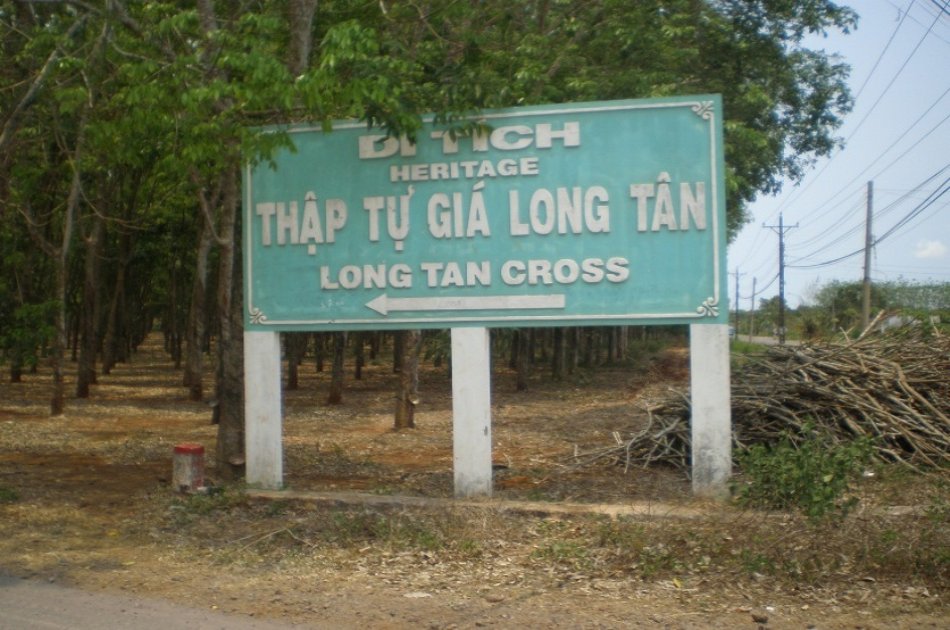 DI TÍCH
HERITAGE
THẬP TỰ GIÁ LONG TÂN
LONG TAN CROSS